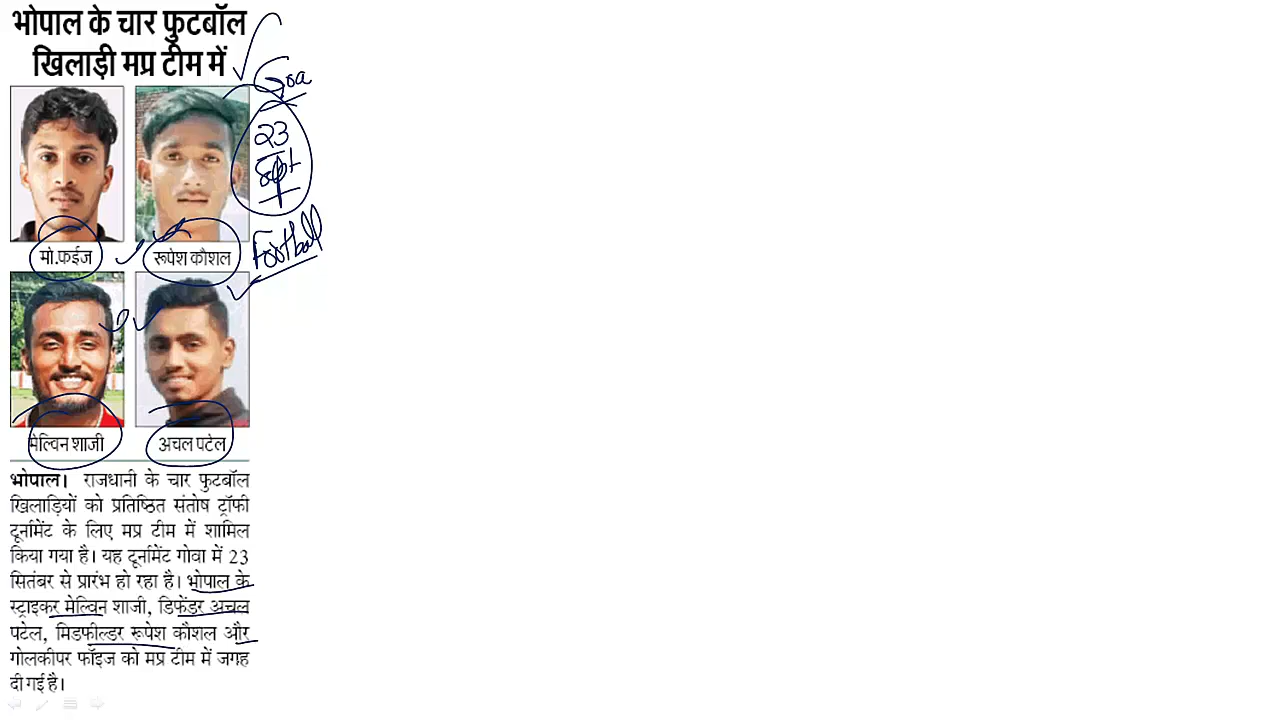 भोपाल के चार फुटबॉल
खिलाड़ी मप्र टीम में
Goa
23
Sept
Football
मो.फईज
रूपेश कौशल
मेल्विन शाजी
अचल पटेल
भोपाल। राजधानी के चार फुटबॉल
खिलाड़ियों को प्रतिष्ठित संतोष ट्रॉफी
टूर्नामेंट के लिए मप्र टीम में शामिल
किया गया है। यह टूर्नामेंट गोवा में 23
सितंबर से प्रारंभ हो रहा है। भोपाल के
स्ट्राइकर मेल्विन शाजी, डिफेंडर अचल
पटेल, मिडफील्डर रूपेश कौशल और
गोलकीपर फॉइज को मप्र टीम में जगह
दी गई है।